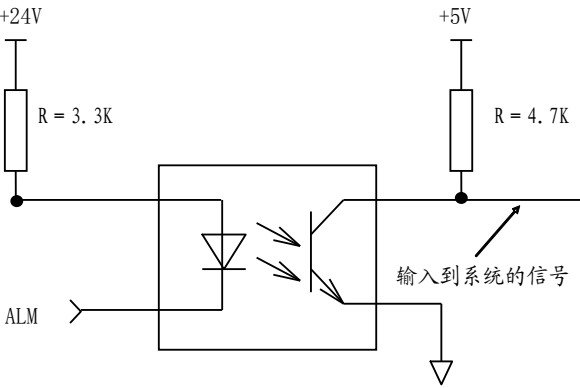 +24V
+5V
R = 3.3K
R = 4.7K
输入到系统的信号
ALM